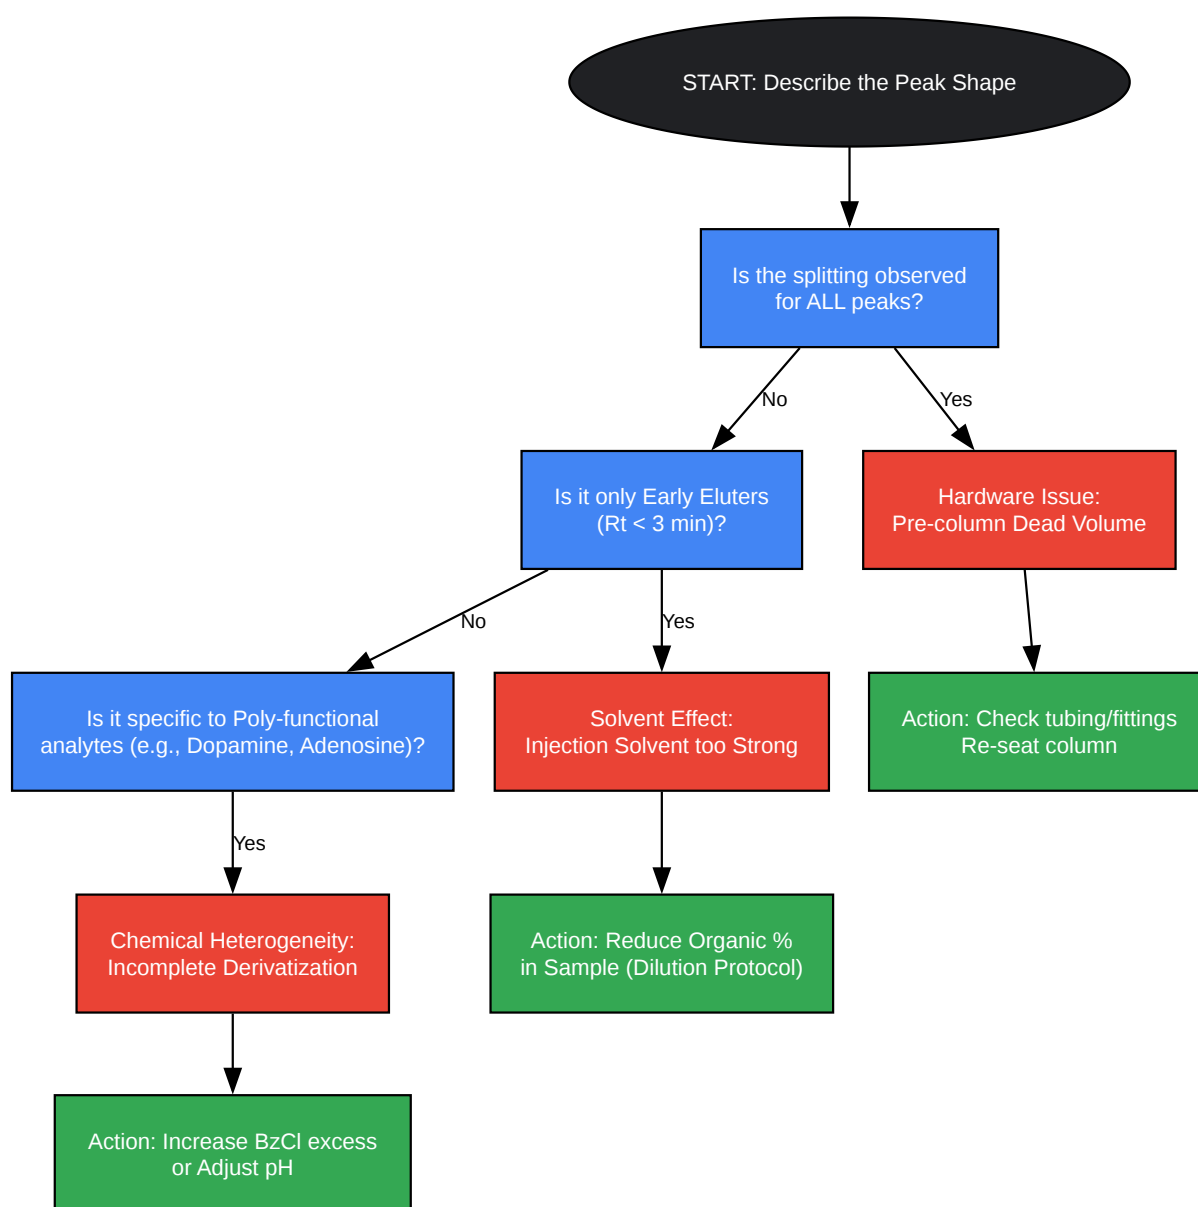 START: Describe the Peak Shape
Is the splitting observed
for ALL peaks?
No
Yes
Is it only Early Eluters
(Rt < 3 min)?
Hardware Issue:
Pre-column Dead Volume
No
Yes
Is it specific to Poly-functional
analytes (e.g., Dopamine, Adenosine)?
Solvent Effect:
Injection Solvent too Strong
Action: Check tubing/fittings
Re-seat column
Yes
Chemical Heterogeneity:
Incomplete Derivatization
Action: Reduce Organic %
in Sample (Dilution Protocol)
Action: Increase BzCl excess
or Adjust pH